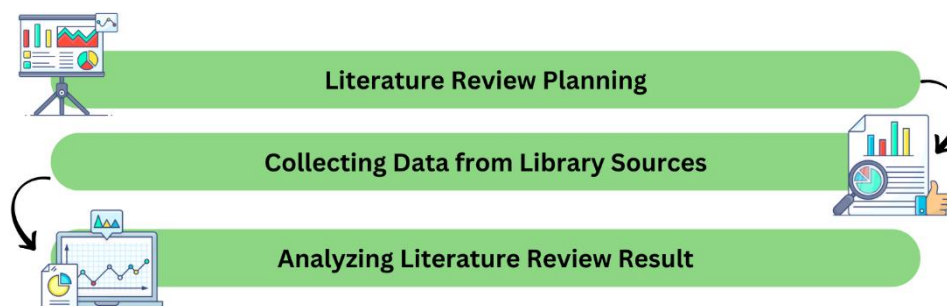 Literature Review Planning
Collecting Data from Library Sources
Analyzing Literature Review Result